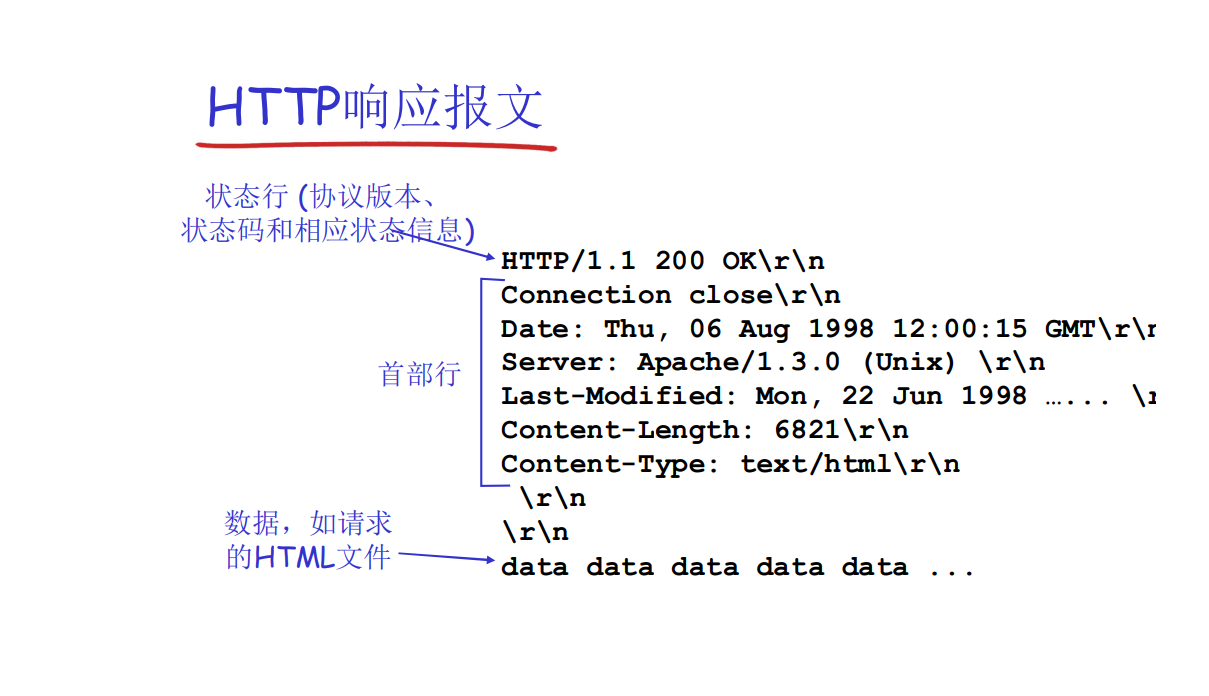 HTTP响应报文
状态行 (协议版本、
状态码和相应状态信息)
HTTP/1.1 200 OK\r\n
Connection close\r\n
Date: Thu, 06 Aug 1998 12:00:15 GMT\r\n
Server: Apache/1.3.0 (Unix) \r\n
Last-Modified: Mon, 22 Jun 1998 …... \r
Content-Length: 6821\r\n
Content-Type: text/html\r\n
\r\n
\r\n
首部行
数据，如请求
的HTML文件
data data data data data ...